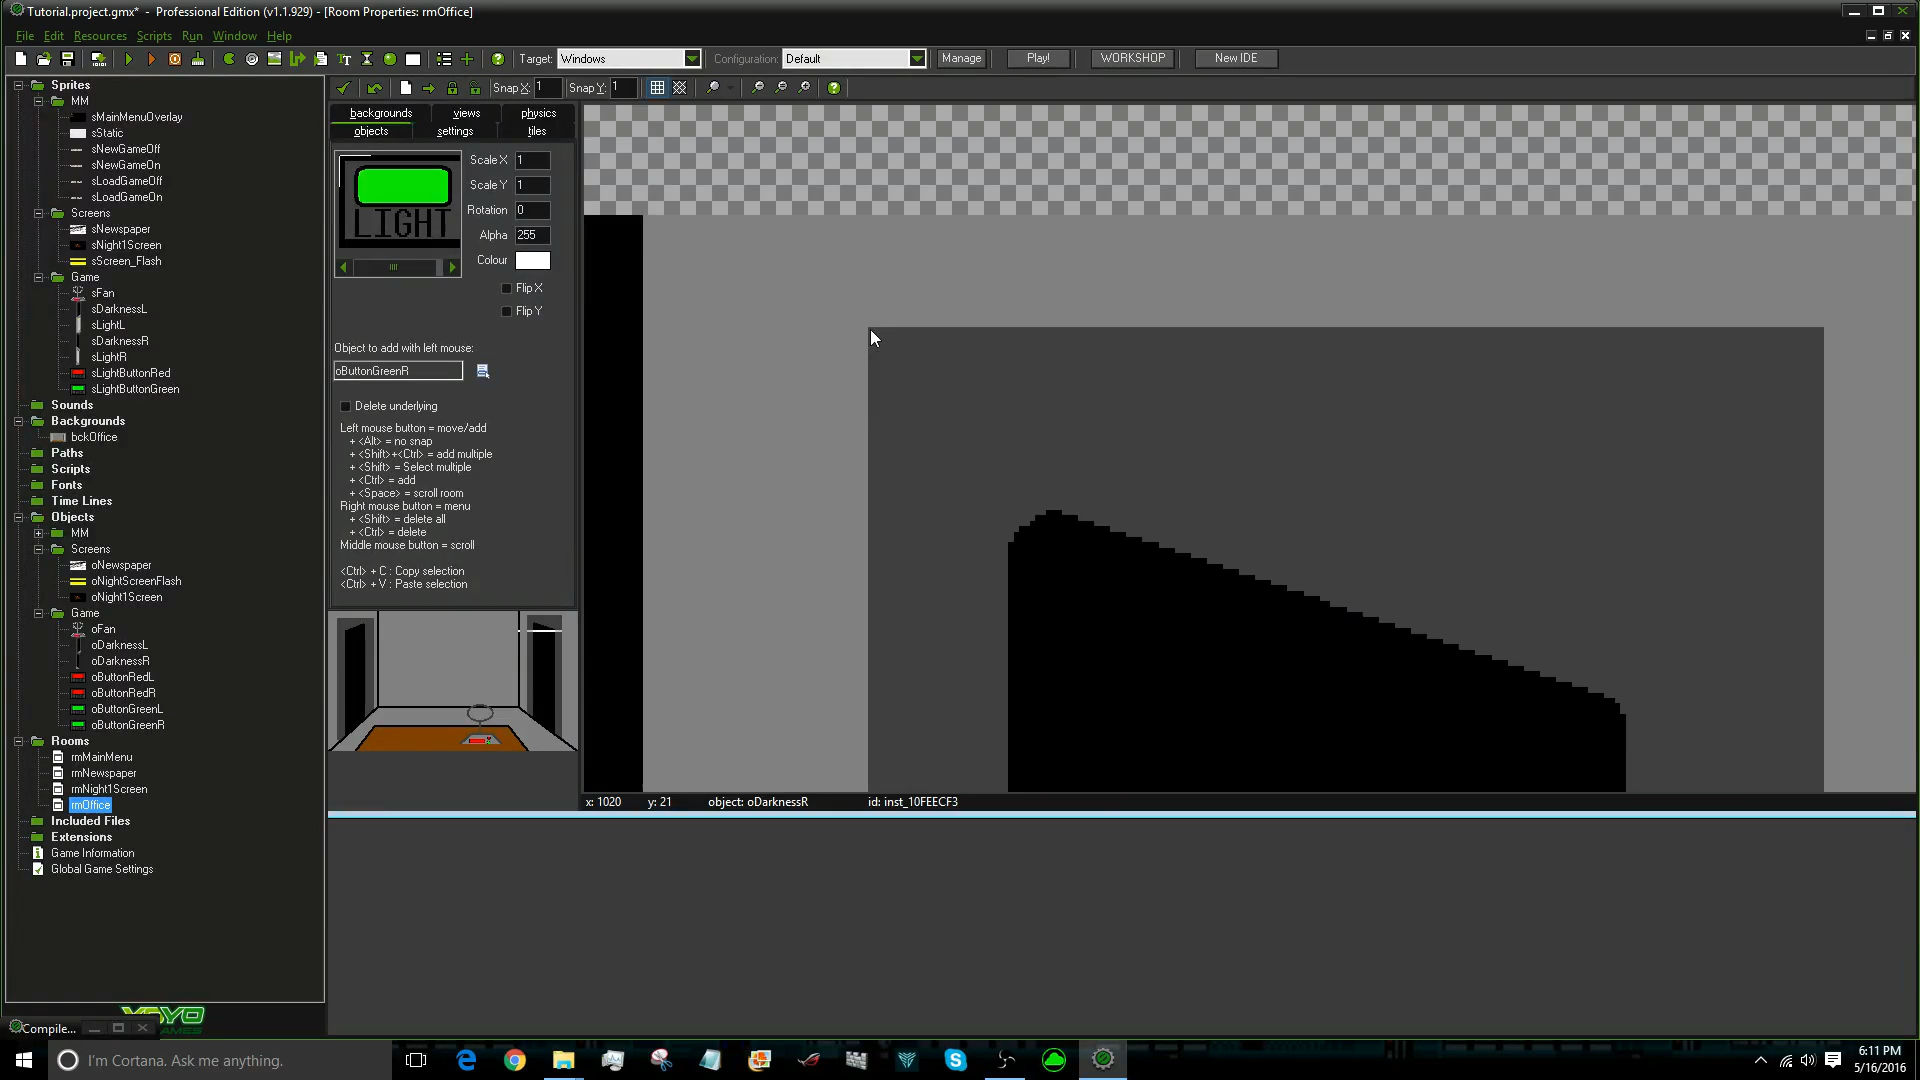 Tutorial.project.gmx* - Professional Edition (v1.1.929) - [Room Properties: rmOffice]
File Edit Resources Scripts Run Window Help
Target: Windows Configuration: Default Manage Play! WORKSHOP New IDE
Snap X: 1 Snap Y: 1
Sprites
MM
sMainMenuOverlay
sStatic
sNewGameOff
sNewGameOn
sLoadGameOff
sLoadGameOn
Screens
sNewspaper
sNight1Screen
sScreen_Flash
Game
sFan
sDarknessL
sLightL
sDarknessR
sLightR
sLightButtonRed
sLightButtonGreen
Sounds
Backgrounds
bckOffice
Paths
Scripts
Fonts
Time Lines
Objects
MM
Screens
oNewspaper
oNightScreenFlash
oNight1Screen
Game
oFan
oDarknessL
oDarknessR
oButtonRedL
oButtonRedR
oButtonGreenL
oButtonGreenR
Rooms
rmMainMenu
rmNewspaper
rmNight1Screen
rmOffice
Included Files
Extensions
Game Information
Global Game Settings
backgrounds views physics
objects settings tiles
LIGHT
Scale X 1
Scale Y 1
Rotation 0
Alpha 255
Colour
Flip X
Flip Y
Object to add with left mouse:
oButtonGreenR
Delete underlying
Left mouse button = move/add
+ <Alt> = no snap
+ <Shift>+<Ctrl> = add multiple
+ <Shift> = Select multiple
+ <Ctrl> = add
+ <Space> = scroll room
Right mouse button = menu
+ <Shift> = delete all
+ <Ctrl> = delete
Middle mouse button = scroll
<Ctrl> + C : Copy selection
<Ctrl> + V : Paste selection
x: 1020 y: 21 object: oDarknessR id: inst_10FEECF3
YOYO
GAMES
Compile...
I'm Cortana. Ask me anything.
6:11 PM
5/16/2016